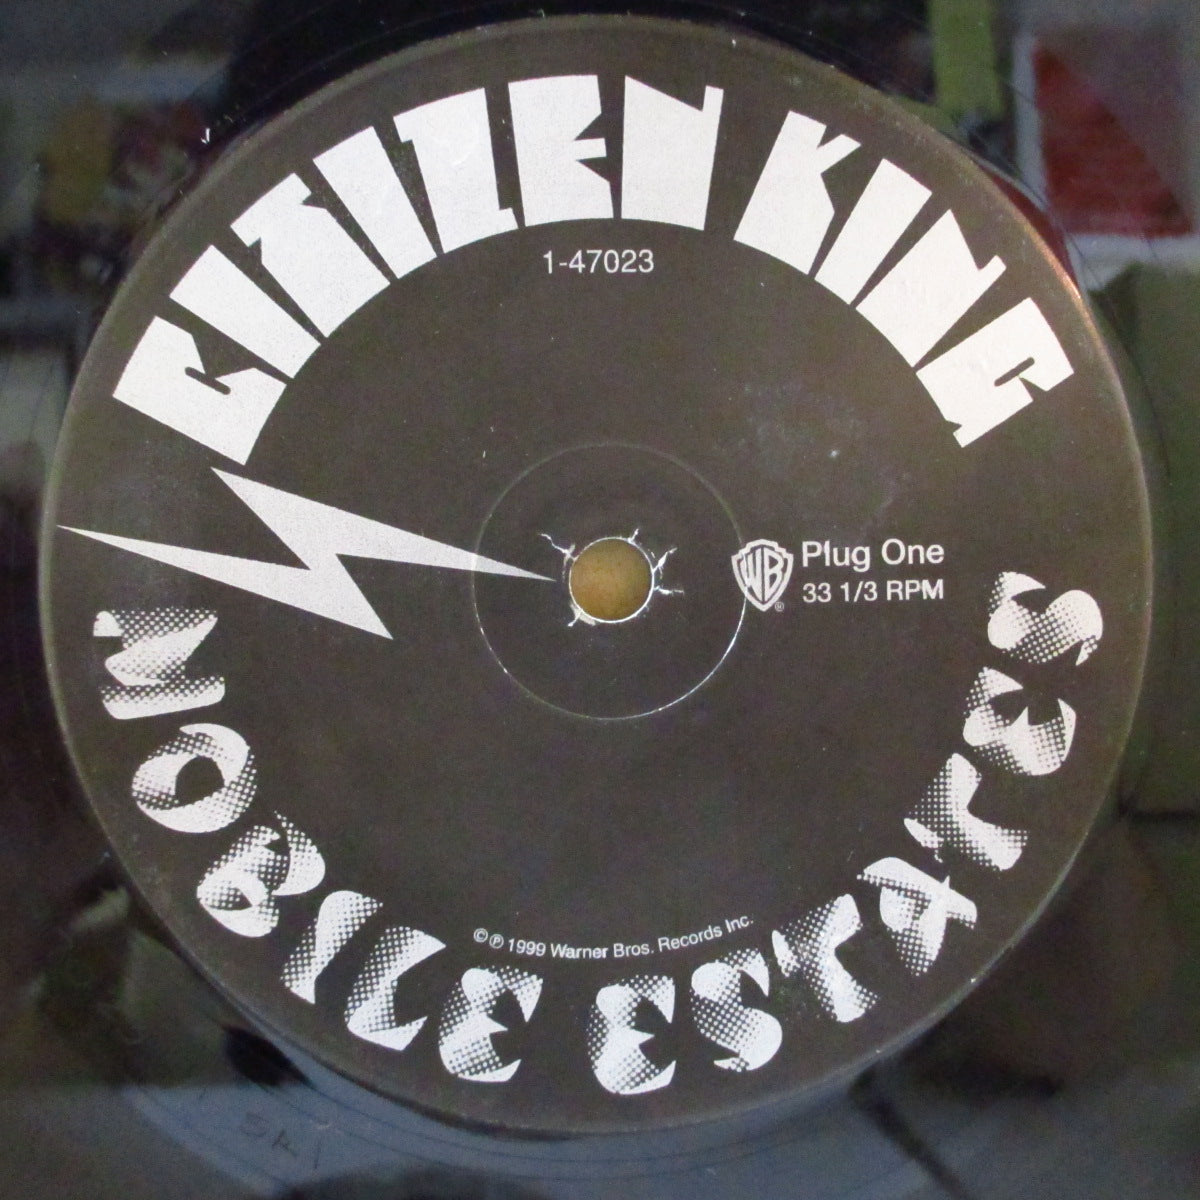 CITIZEN KING
1-47023
WB
®
Plug One
33 1/3 RPM
©℗ 1999 Warner Bros. Records Inc.
MOBILE ESTATES